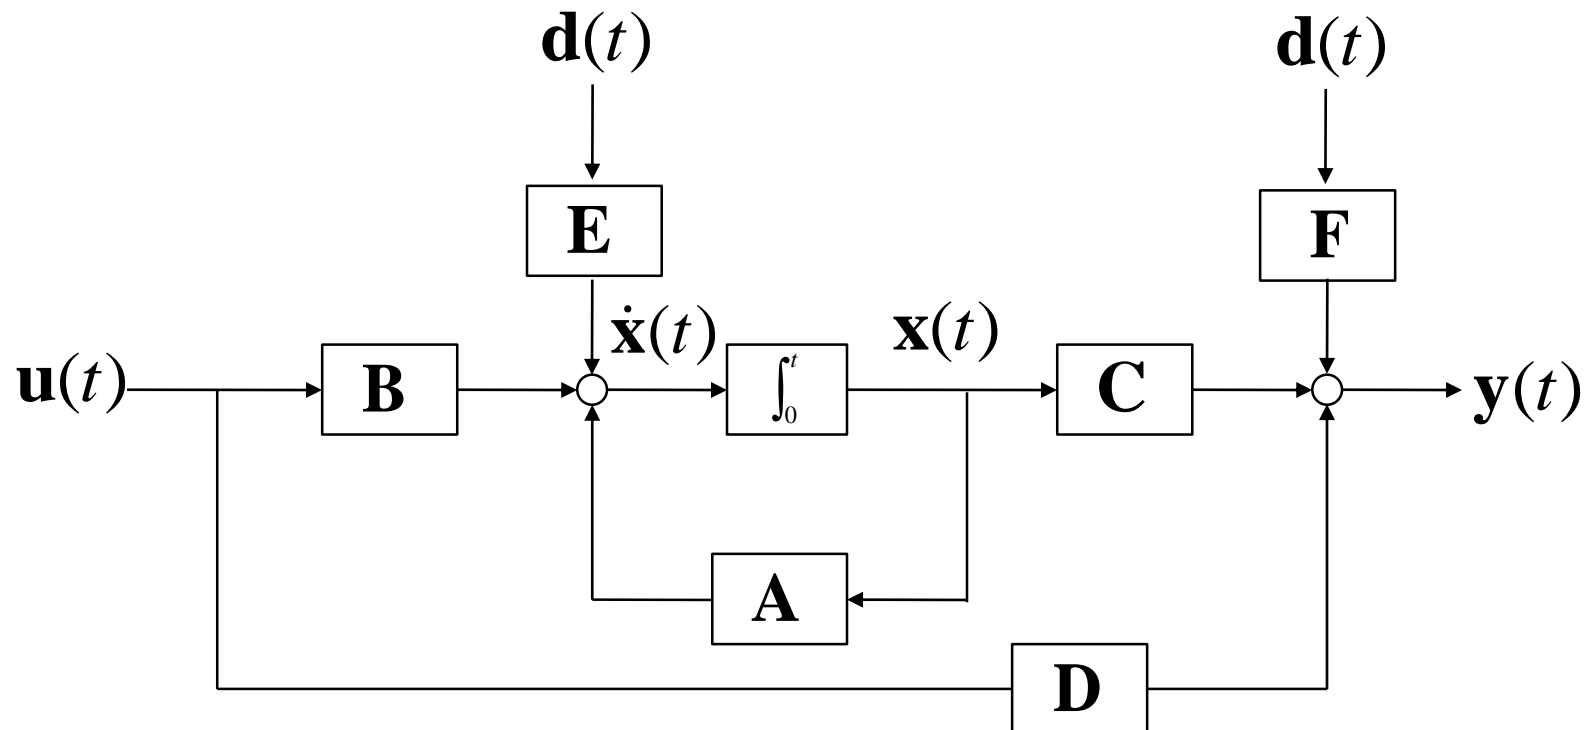 d(t) d(t)
E F
ẋ(t) x(t)
u(t) B ∫₀ᵗ C y(t)
A
D